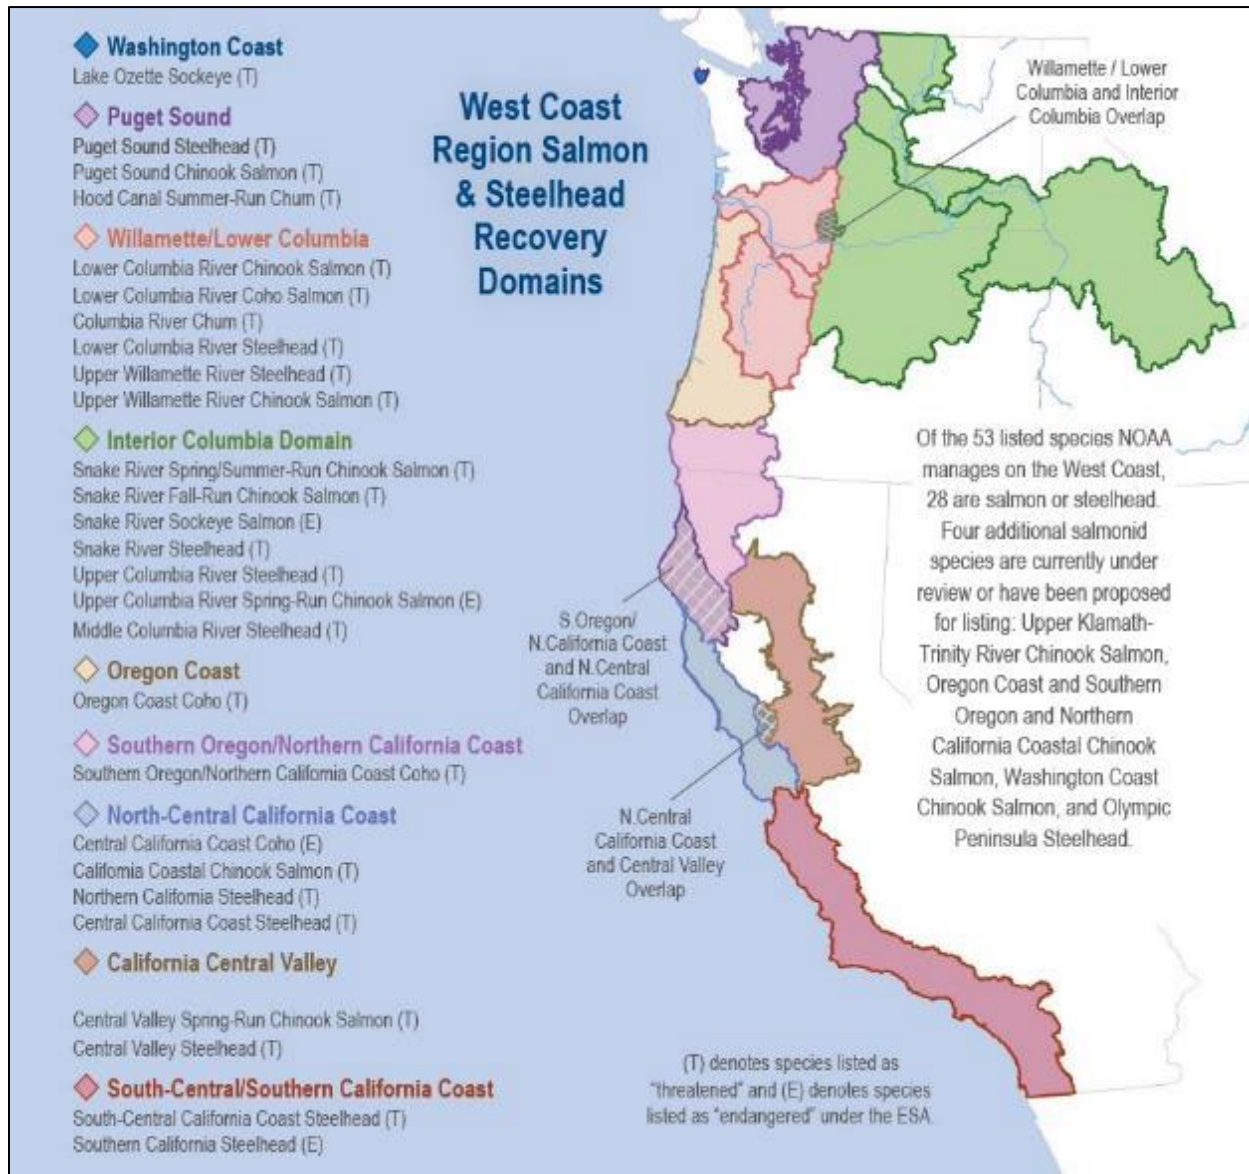 Washington Coast
Lake Ozette Sockeye (T)
Puget Sound
Puget Sound Steelhead (T)
Puget Sound Chinook Salmon (T)
Hood Canal Summer-Run Chum (T)
Willamette/Lower Columbia
Lower Columbia River Chinook Salmon (T)
Lower Columbia River Coho Salmon (T)
Columbia River Chum (T)
Lower Columbia River Steelhead (T)
Upper Willamette River Steelhead (T)
Upper Willamette River Chinook Salmon (T)
Interior Columbia Domain
Snake River Spring/Summer-Run Chinook Salmon (T)
Snake River Fall-Run Chinook Salmon (T)
Snake River Sockeye Salmon (E)
Snake River Steelhead (T)
Upper Columbia River Steelhead (T)
Upper Columbia River Spring-Run Chinook Salmon (E)
Middle Columbia River Steelhead (T)
Oregon Coast
Oregon Coast Coho (T)
Southern Oregon/Northern California Coast
Southern Oregon/Northern California Coast Coho (T)
North-Central California Coast
Central California Coast Coho (E)
California Coastal Chinook Salmon (T)
Northern California Steelhead (T)
Central California Coast Steelhead (T)
California Central Valley
Central Valley Spring-Run Chinook Salmon (T)
Central Valley Steelhead (T)
South-Central/Southern California Coast
South-Central California Coast Steelhead (T)
Southern California Steelhead (E)
West Coast
Region Salmon
& Steelhead
Recovery
Domains
Willamette / Lower
Columbia and Interior
Columbia Overlap
S.Oregon/
N.California Coast
and N.Central
California Coast
Overlap
N.Central
California Coast
and Central Valley
Overlap
Of the 53 listed species NOAA
manages on the West Coast,
28 are salmon or steelhead.
Four additional salmonid
species are currently under
review or have been proposed
for listing: Upper Klamath-
Trinity River Chinook Salmon,
Oregon Coast and Southern
Oregon and Northern
California Coastal Chinook
Salmon, Washington Coast
Chinook Salmon, and Olympic
Peninsula Steelhead.
(T) denotes species listed as
"threatened" and (E) denotes species
listed as "endangered" under the ESA.